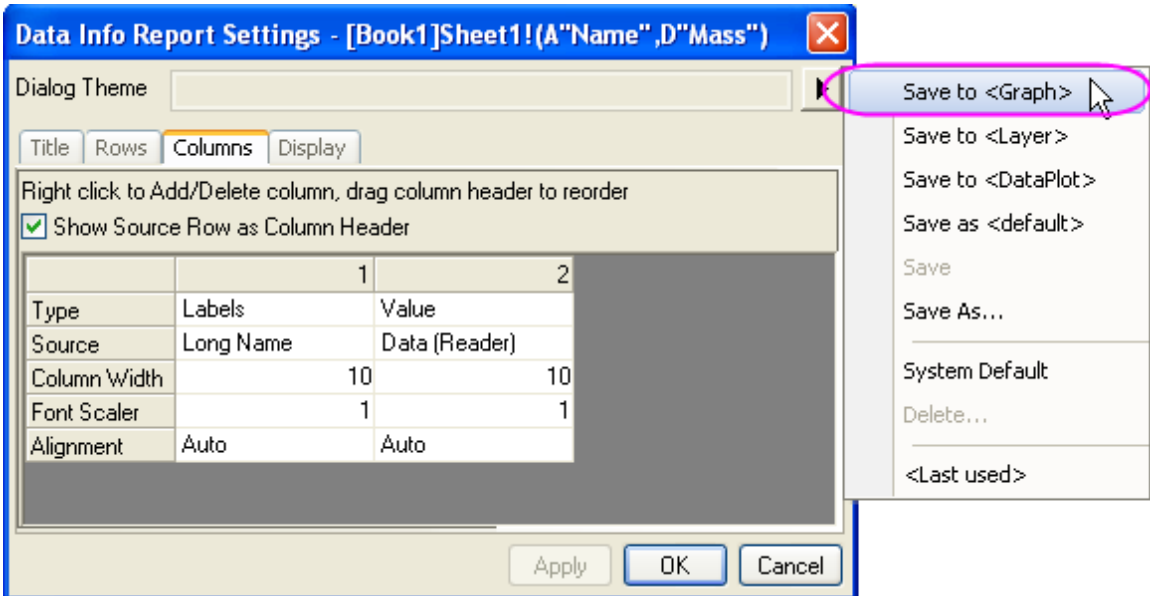 Data Info Report Settings - [Book1]Sheet1!(A"Name",D"Mass")
Dialog Theme
Title Rows Columns Display
Right click to Add/Delete column, drag column header to reorder
Show Source Row as Column Header
1 2
Type Labels Value
Source Long Name Data (Reader)
Column Width 10 10
Font Scaler 1 1
Alignment Auto Auto
Apply OK Cancel
Save to <Graph>
Save to <Layer>
Save to <DataPlot>
Save as <default>
Save
Save As...
System Default
Delete...
<Last used>